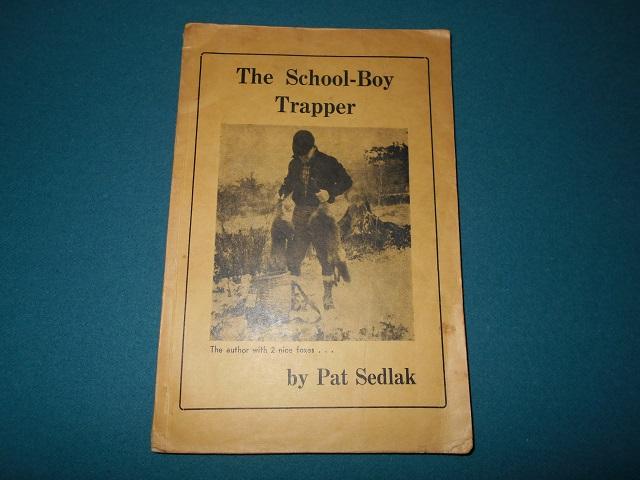 The School-Boy
Trapper
The author with 2 nice foxes . . .
by Pat Sedlak